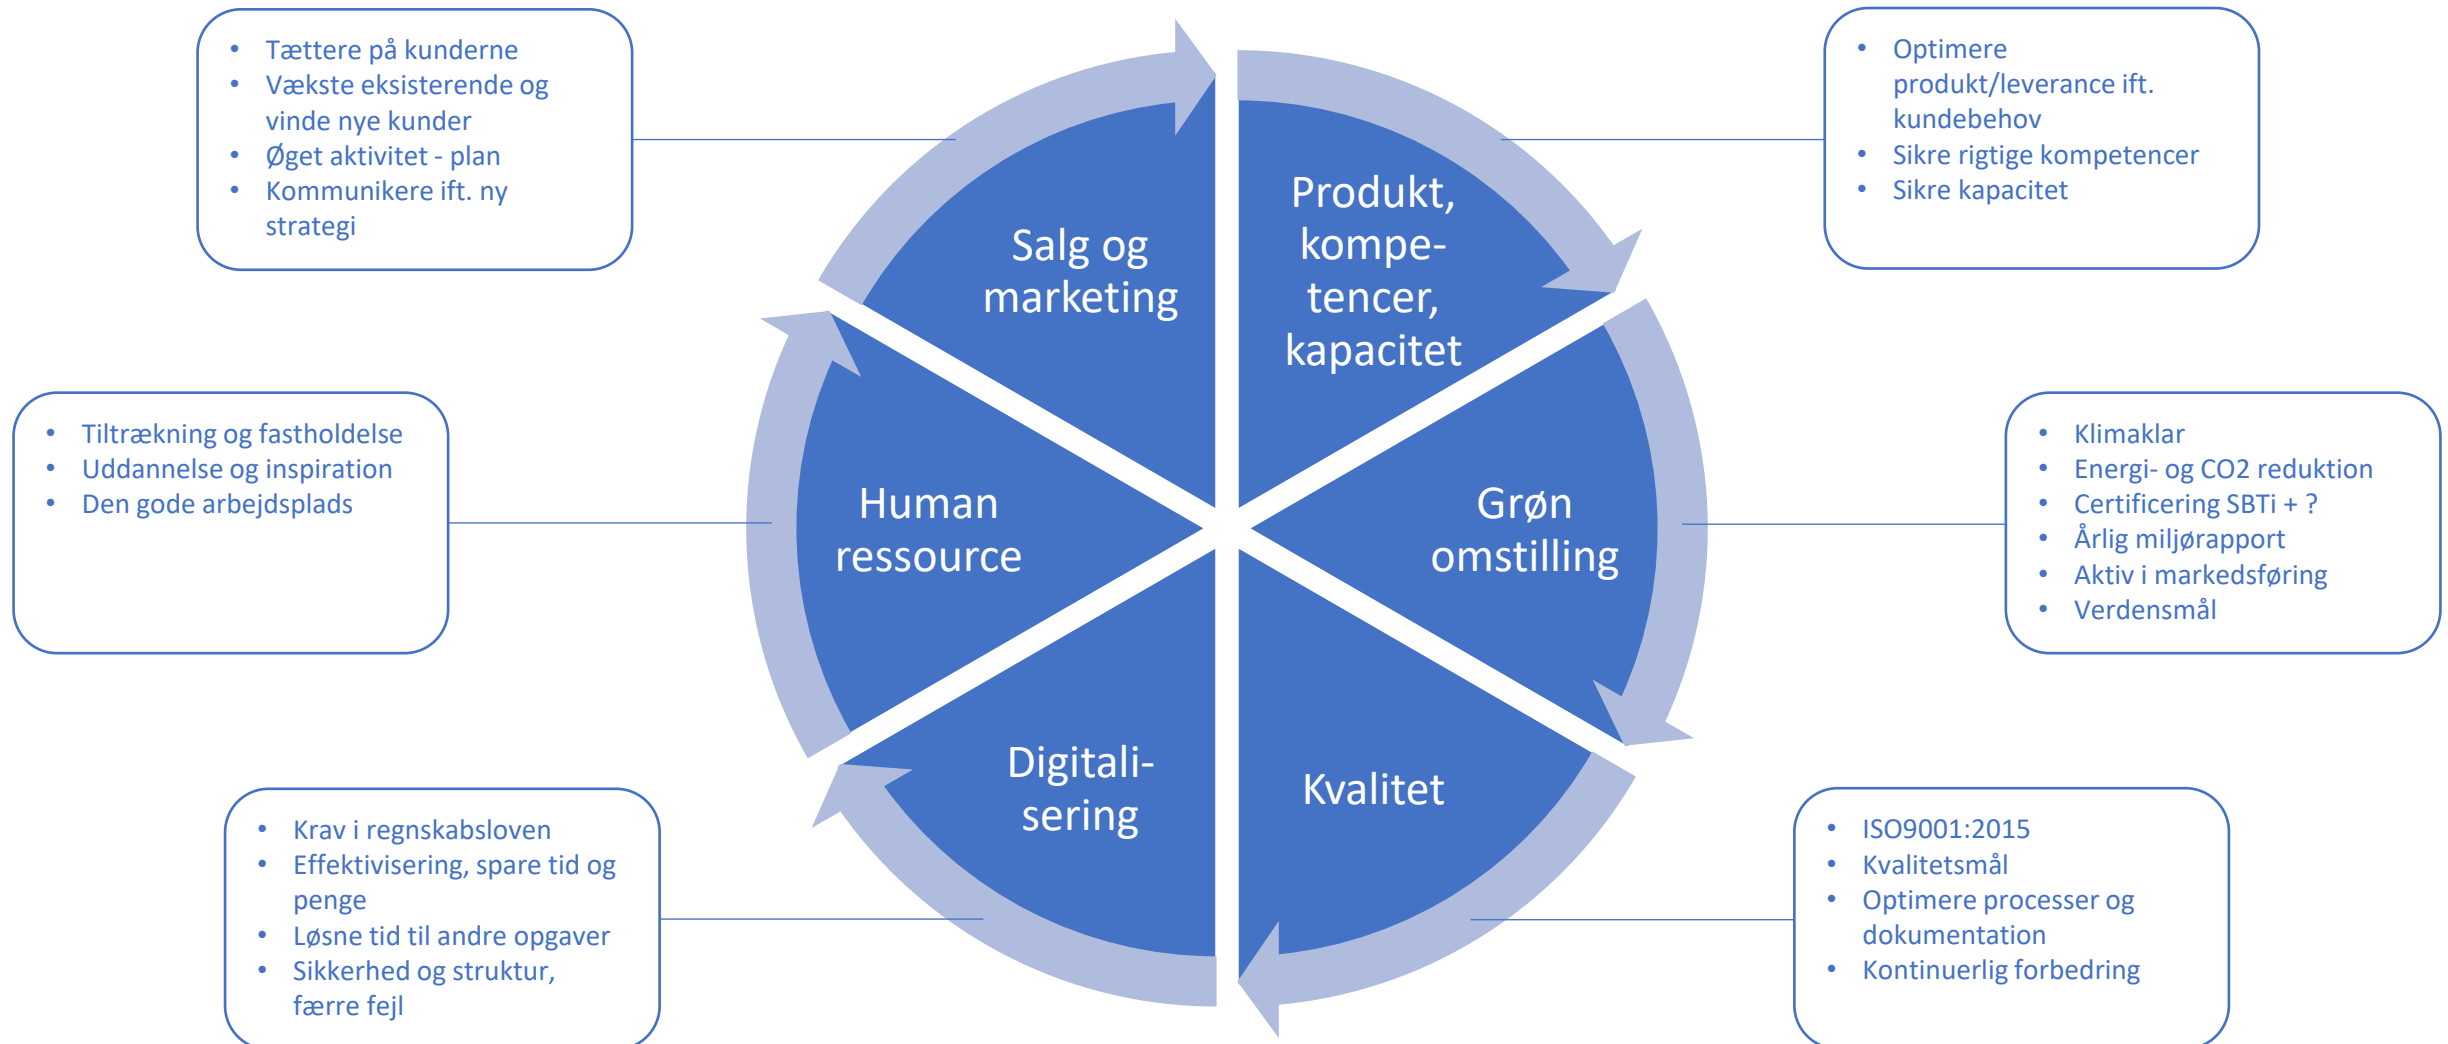 • Tættere på kunderne
• Vækste eksisterende og
vinde nye kunder
• Øget aktivitet - plan
• Kommunikere ift. ny
strategi
• Optimere
produkt/leverance ift.
kundebehov
• Sikre rigtige kompetencer
• Sikre kapacitet
Salg og
marketing
Produkt,
kompe-
tencer,
kapacitet
• Tiltrækning og fastholdelse
• Uddannelse og inspiration
• Den gode arbejdsplads
Human
ressource
Grøn
omstilling
• Klimaklar
• Energi- og CO2 reduktion
• Certificering SBTi + ?
• Årlig miljørapport
• Aktiv i markedsføring
• Verdensmål
Digitali-
sering
Kvalitet
• Krav i regnskabsloven
• Effektivisering, spare tid og
penge
• Løsne tid til andre opgaver
• Sikkerhed og struktur,
færre fejl
• ISO9001:2015
• Kvalitetsmål
• Optimere processer og
dokumentation
• Kontinuerlig forbedring